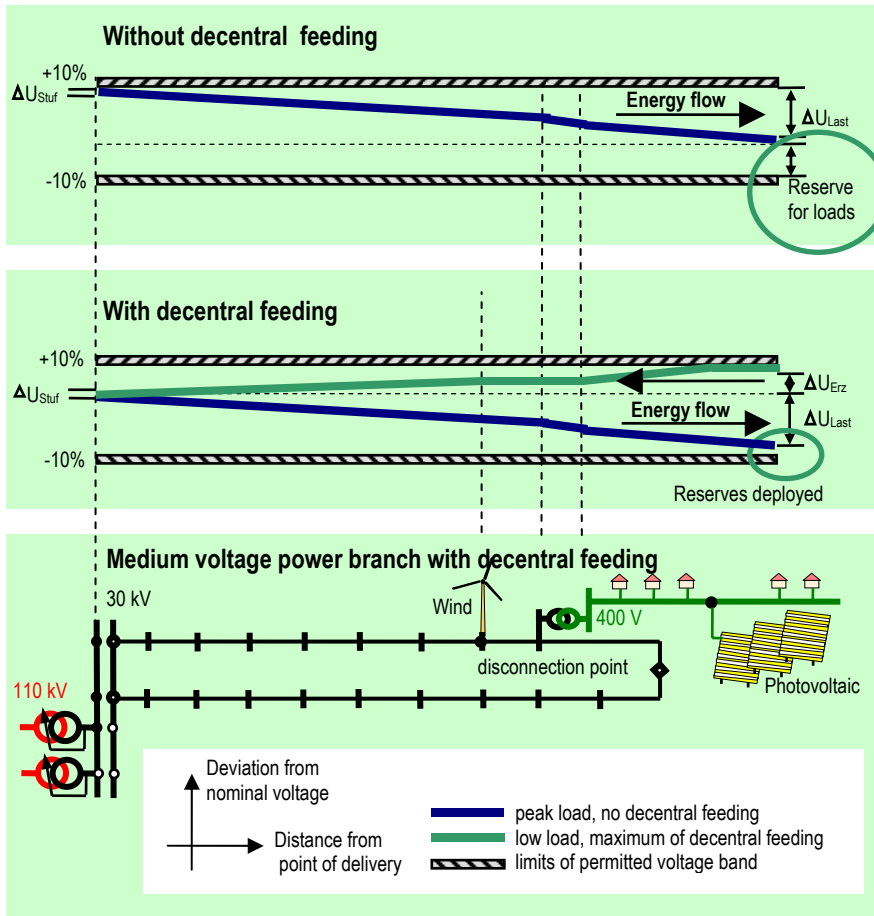 Without decentral feeding
+10%
ΔUStuf
Energy flow
ΔULast
-10%
Reserve
for loads
With decentral feeding
+10%
ΔUStuf
ΔUErz
Energy flow
ΔULast
-10%
Reserves deployed
Medium voltage power branch with decentral feeding
30 kV
Wind
400 V
disconnection point
110 kV
Photovoltaic
Deviation from
nominal voltage
Distance from
point of delivery
peak load, no decentral feeding
low load, maximum of decentral feeding
limits of permitted voltage band